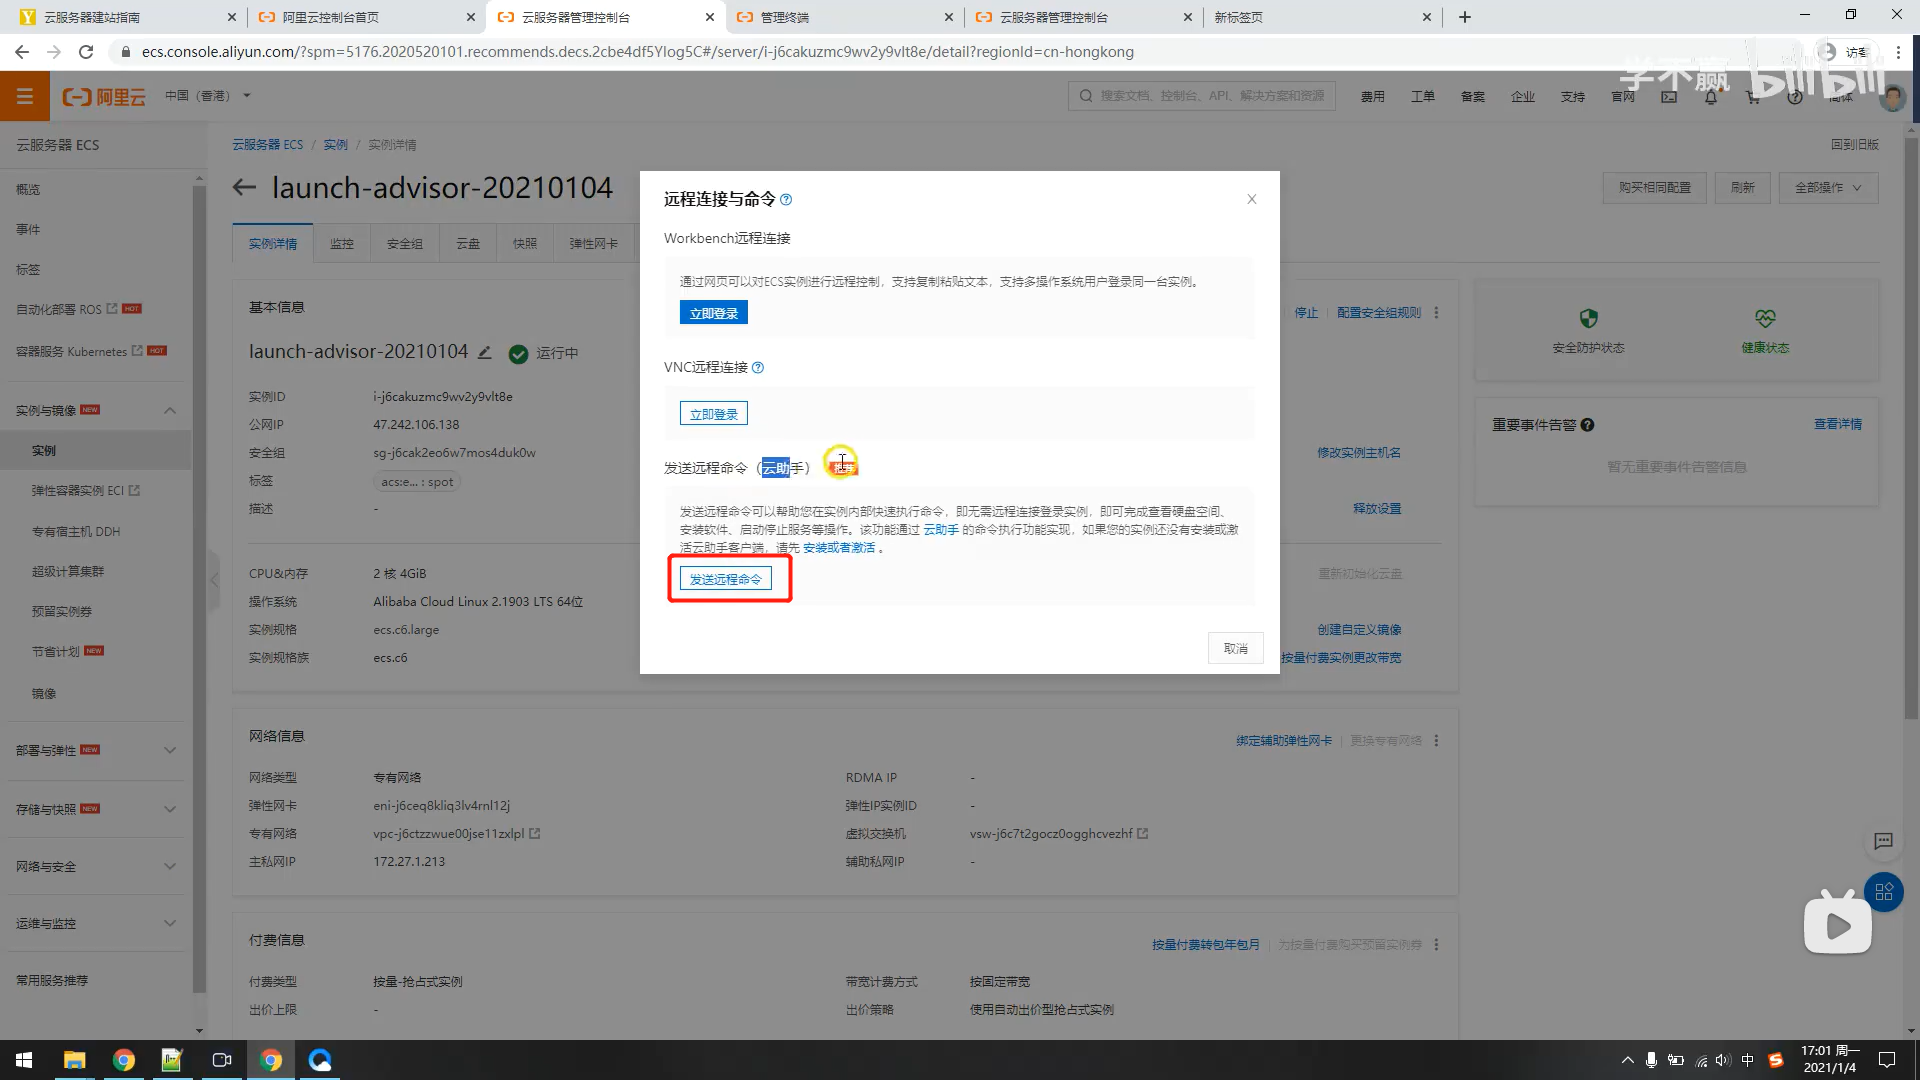 云服务器建站指南
阿里云控制台首页
云服务器管理控制台
管理终端
云服务器管理控制台
新标签页
ecs.console.aliyun.com/?spm=5176.2020520101.recommends.decs.2cbe4df5Ylog5C#/server/i-j6cakuzmc9wv2y9vlt8e/detail?regionId=cn-hongkong
访客
学不赢 bilibili
阿里云
中国（香港）
搜索文档、控制台、API、解决方案和资源
费用 工单 备案 企业 支持 官网 简体
云服务器 ECS
概览
事件
标签
自动化部署 ROS HOT
容器服务 Kubernetes HOT
实例与镜像 NEW
实例
弹性容器实例 ECI
专有宿主机 DDH
超级计算集群
预留实例券
节省计划 NEW
镜像
部署与弹性 NEW
存储与快照 NEW
网络与安全
运维与监控
常用服务推荐
云服务器 ECS / 实例 / 实例详情
回到旧版
launch-advisor-20210104
购买相同配置 刷新 全部操作
实例详情 监控 安全组 云盘 快照 弹性网卡
基本信息
停止 配置安全组规则
launch-advisor-20210104 运行中
实例ID i-j6cakuzmc9wv2y9vlt8e
公网IP 47.242.106.138
安全组 sg-j6cak2eo6w7mos4duk0w
修改实例主机名
标签 acs:e... : spot
描述 -
释放设置
CPU&内存 2 核 4GiB
重新初始化云盘
操作系统 Alibaba Cloud Linux 2.1903 LTS 64位
实例规格 ecs.c6.large
创建自定义镜像
实例规格族 ecs.c6
按量付费实例更改带宽
安全防护状态
健康状态
重要事件告警 查看详情
暂无重要事件告警信息
远程连接与命令
Workbench远程连接
通过网页可以对ECS实例进行远程控制，支持复制粘贴文本，支持多操作系统用户登录同一台实例。
立即登录
VNC远程连接
立即登录
发送远程命令（云助手）
发送远程命令可以帮助您在实例内部快速执行命令，即无需远程连接登录实例，即可完成查看硬盘空间、
安装软件、启动停止服务等操作。该功能通过 云助手 的命令执行功能实现，如果您的实例还没有安装或激
活云助手客户端，请先 安装或者激活 。
发送远程命令
取消
网络信息
绑定辅助弹性网卡 更换专有网络
网络类型 专有网络 RDMA IP -
弹性网卡 eni-j6ceq8kliq3lv4rnl12j 弹性IP实例ID -
专有网络 vpc-j6ctzzwue00jse11zxlpl 虚拟交换机 vsw-j6c7t2gocz0ogghcvezhf
主私网IP 172.27.1.213 辅助私网IP -
付费信息
按量付费转包年包月 为按量付费购买预留实例券
付费类型 按量-抢占式实例 带宽计费方式 按固定带宽
出价上限 - 出价策略 使用自动出价型抢占式实例
中
17:01 周一
2021/1/4